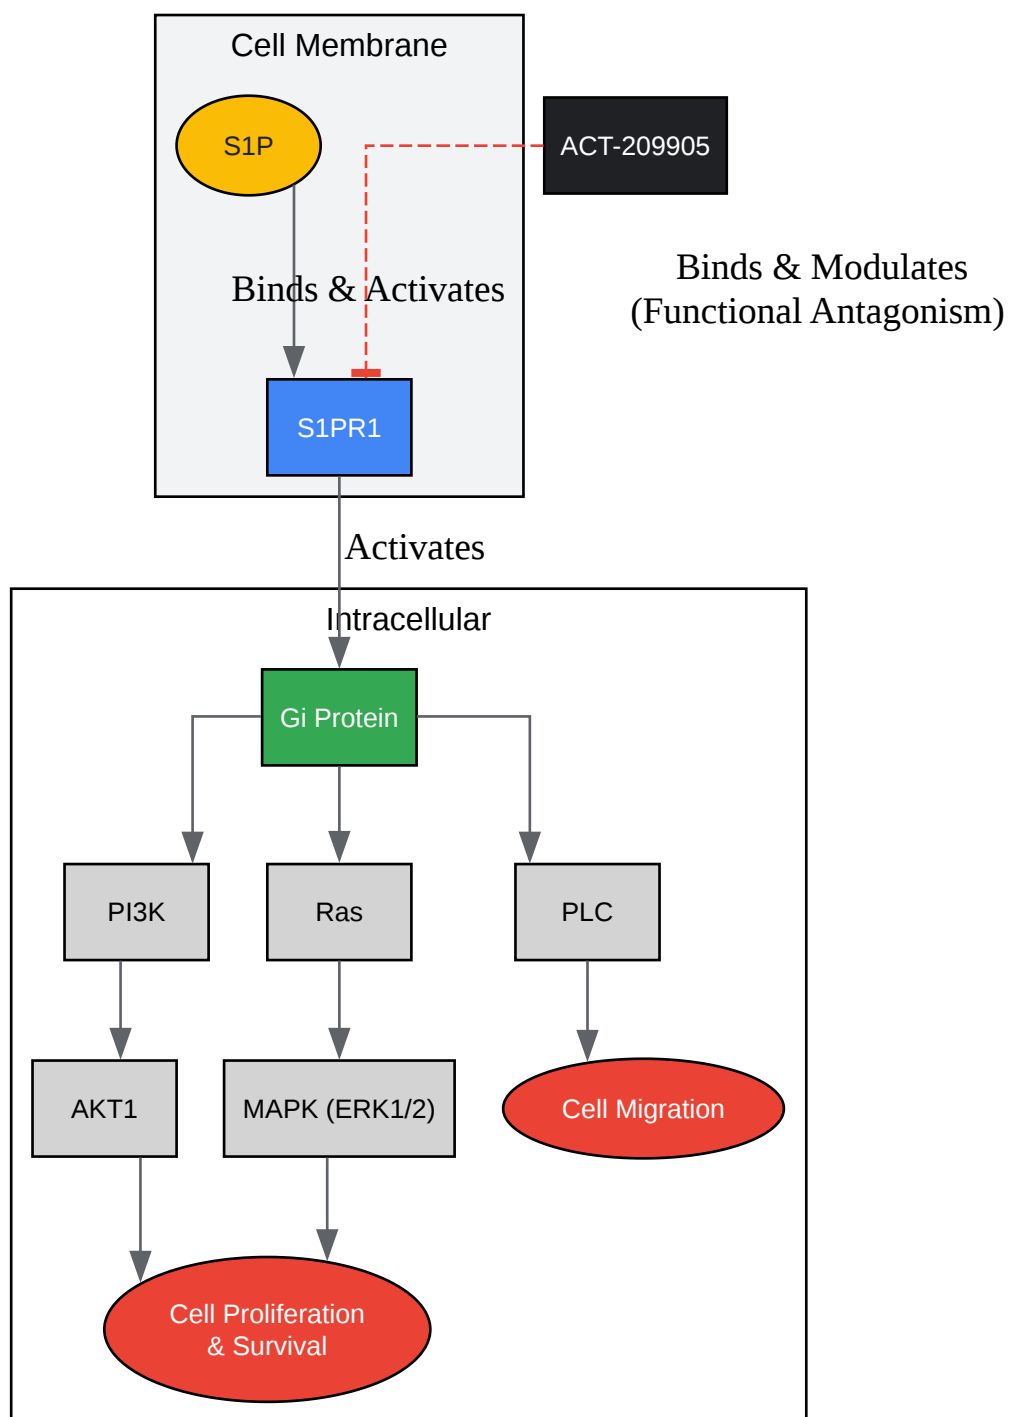 Cell Membrane
S1P
ACT-209905
Binds & Activates
Binds & Modulates
(Functional Antagonism)
S1PR1
Activates
Intracellular
Gi Protein
PI3K
Ras
PLC
AKT1
MAPK (ERK1/2)
Cell Migration
Cell Proliferation
& Survival